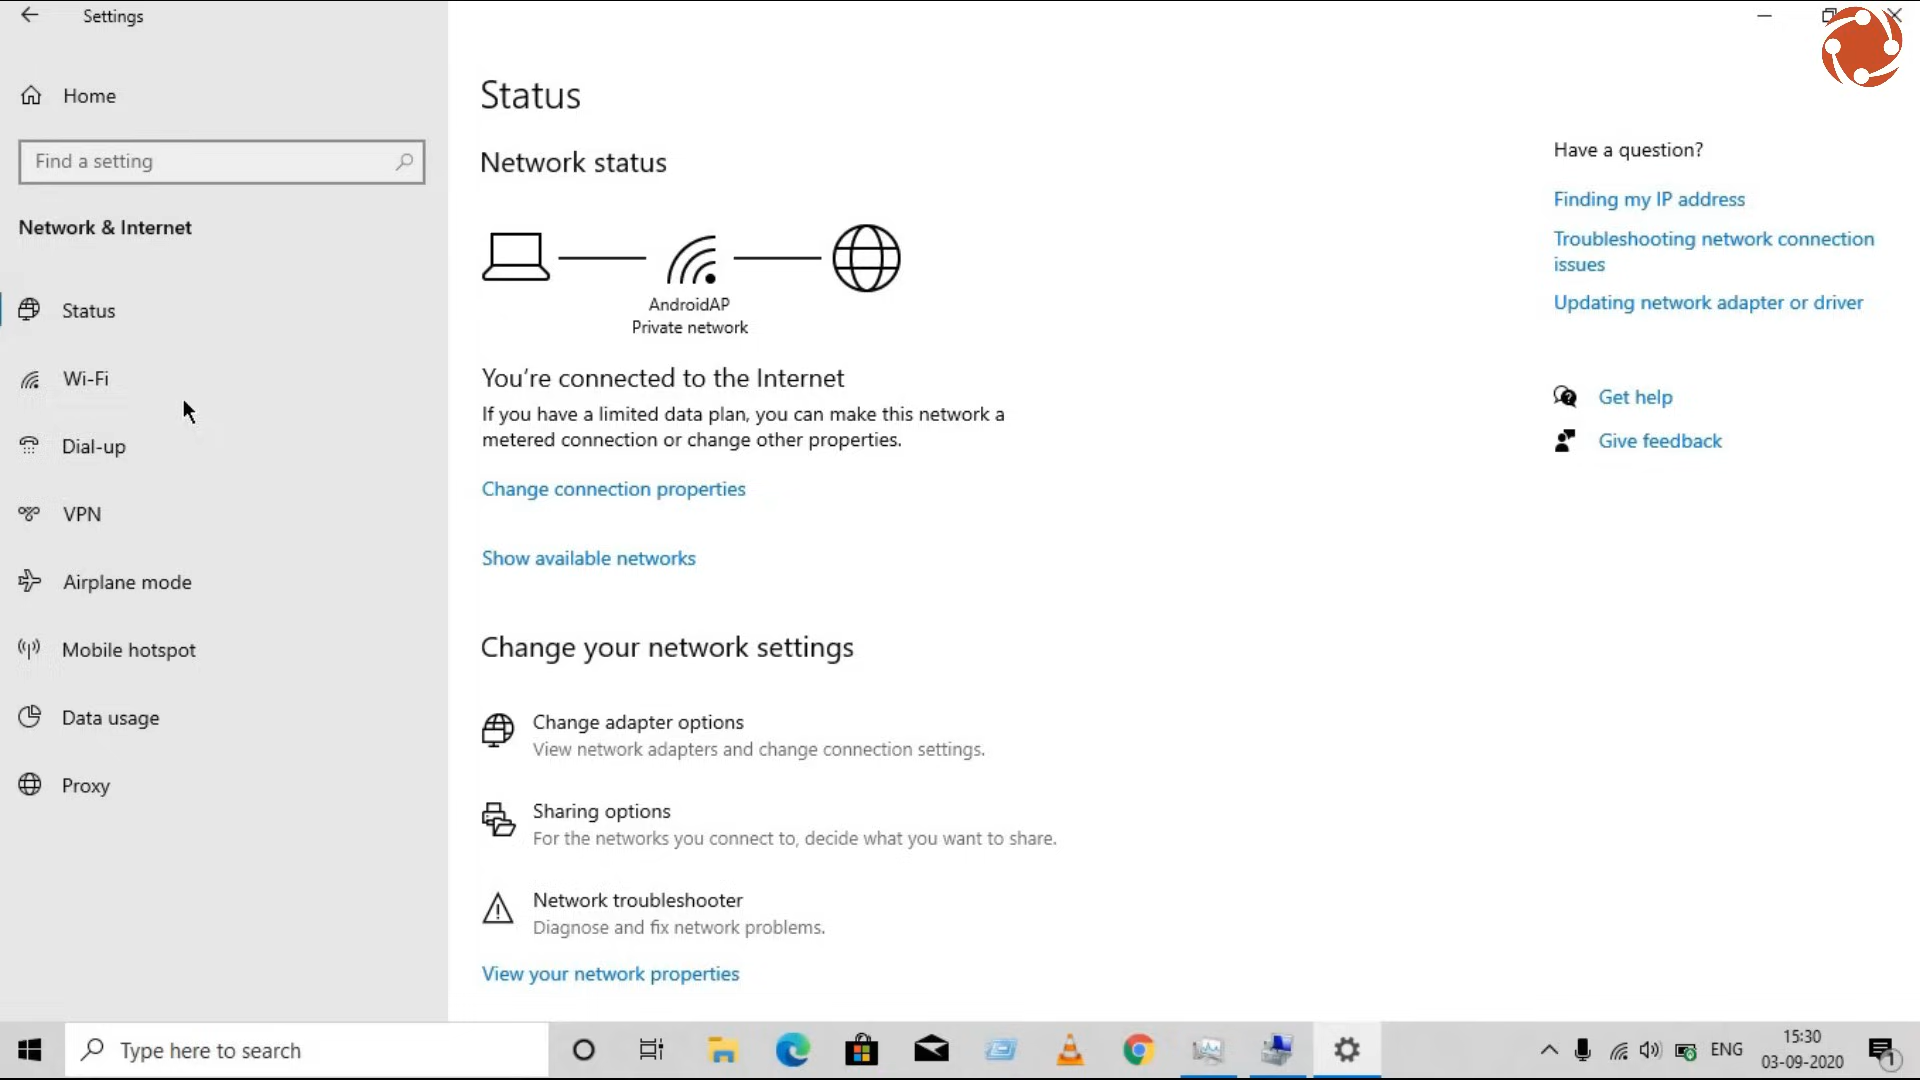 Settings
Home
Find a setting
Network & Internet
Status
Wi-Fi
Dial-up
VPN
Airplane mode
Mobile hotspot
Data usage
Proxy
Status
Network status
AndroidAP
Private network
You're connected to the Internet
If you have a limited data plan, you can make this network a
metered connection or change other properties.
Change connection properties
Show available networks
Change your network settings
Change adapter options
View network adapters and change connection settings.
Sharing options
For the networks you connect to, decide what you want to share.
Network troubleshooter
Diagnose and fix network problems.
View your network properties
Have a question?
Finding my IP address
Troubleshooting network connection
issues
Updating network adapter or driver
Get help
Give feedback
Type here to search
ENG
15:30
03-09-2020
1